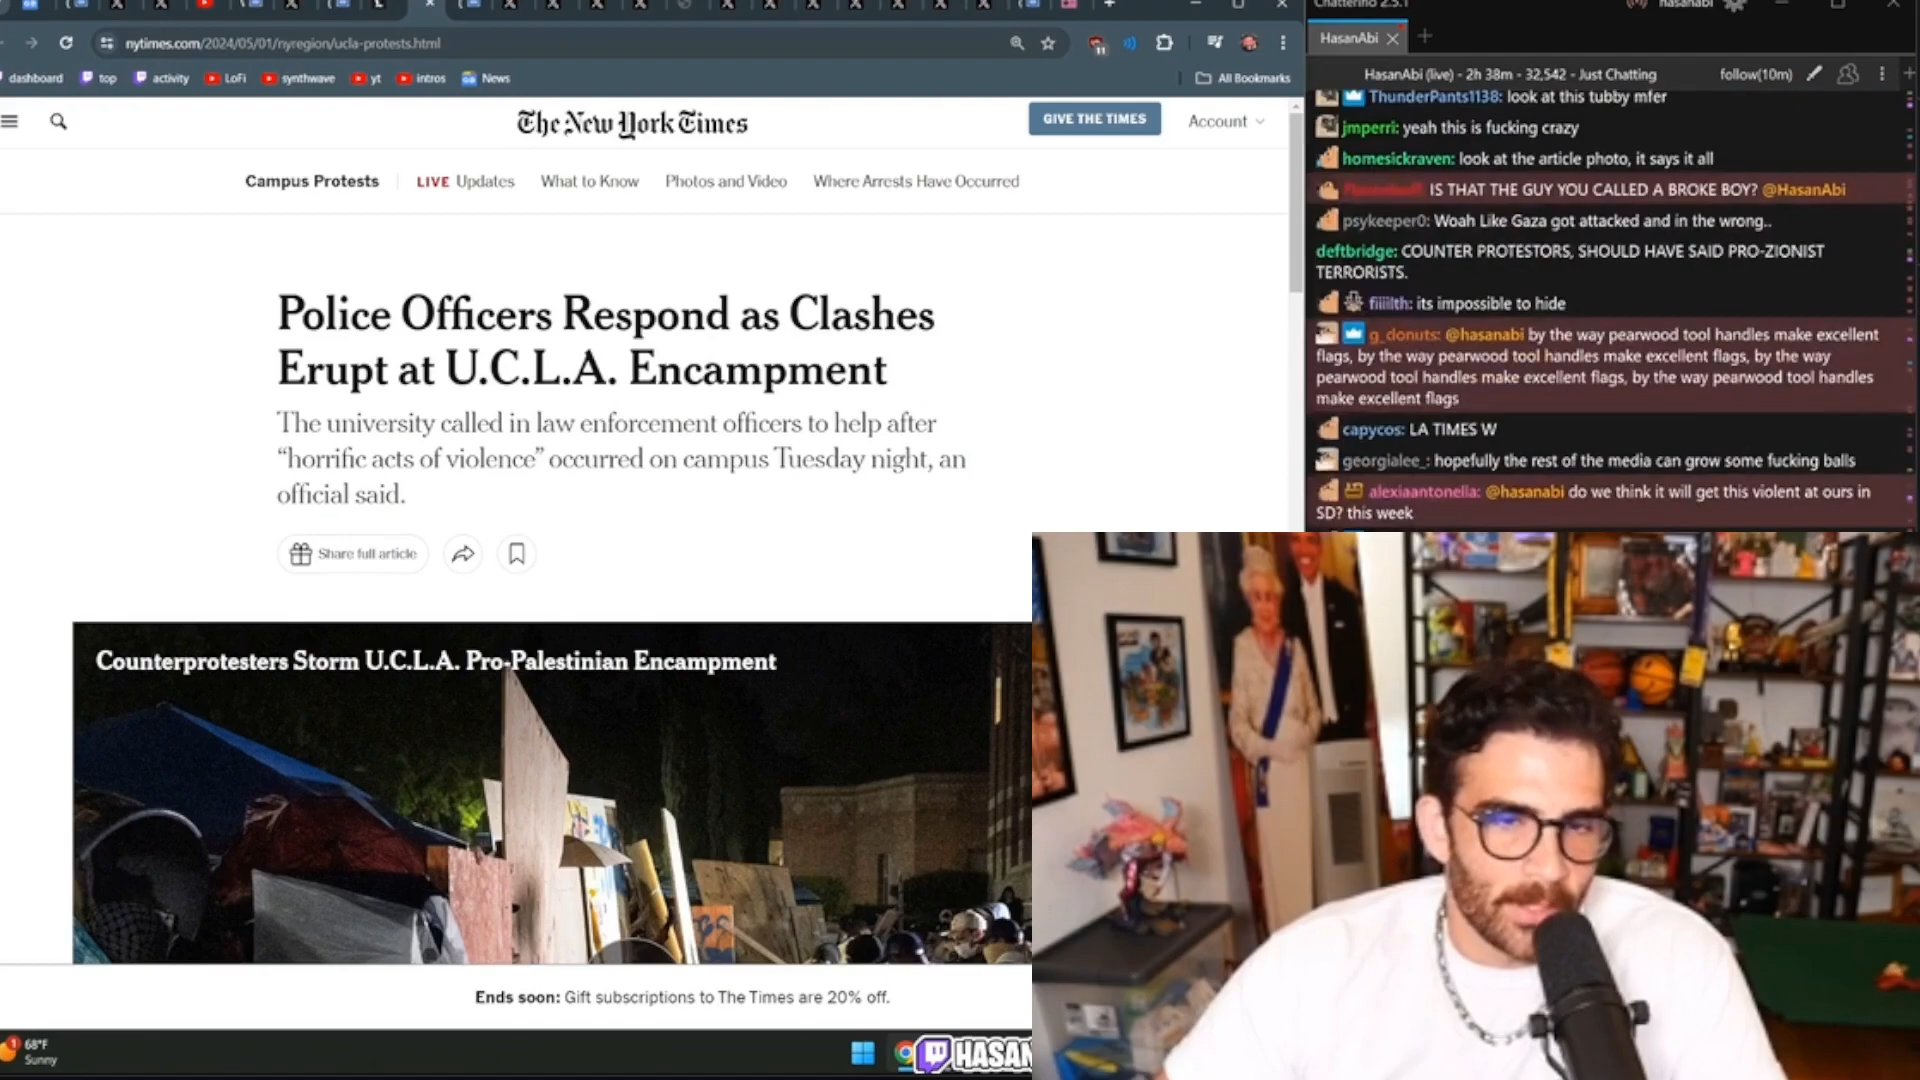 nytimes.com/2024/05/01/nyregion/ucla-protests.html
11
dashboard top activity LoFi synthwave yt intros News All Bookmarks
The New York Times
GIVE THE TIMES
Account
Campus Protests LIVE Updates What to Know Photos and Video Where Arrests Have Occurred
Police Officers Respond as Clashes
Erupt at U.C.L.A. Encampment
The university called in law enforcement officers to help after
“horrific acts of violence” occurred on campus Tuesday night, an
official said.
Share full article
Counterprotesters Storm U.C.L.A. Pro-Palestinian Encampment
Ends soon: Gift subscriptions to The Times are 20% off.
1
68°F
Sunny
HASAN
Chatterino 2.5.1
hasanabi
HasanAbi
HasanAbi (live) - 2h 38m - 32,542 - Just Chatting
follow(10m)
ThunderPants1138: look at this tubby mfer
jmperri: yeah this is fucking crazy
homesickraven: look at the article photo, it says it all
IS THAT THE GUY YOU CALLED A BROKE BOY? @HasanAbi
psykeeper0: Woah Like Gaza got attacked and in the wrong..
deftbridge: COUNTER PROTESTORS, SHOULD HAVE SAID PRO-ZIONIST
TERRORISTS.
fiiiilth: its impossible to hide
g_donuts: @hasanabi by the way pearwood tool handles make excellent
flags, by the way pearwood tool handles make excellent flags, by the way
pearwood tool handles make excellent flags, by the way pearwood tool handles
make excellent flags
capycos: LA TIMES W
georgialee_: hopefully the rest of the media can grow some fucking balls
alexiaantonella: @hasanabi do we think it will get this violent at ours in
SD? this week